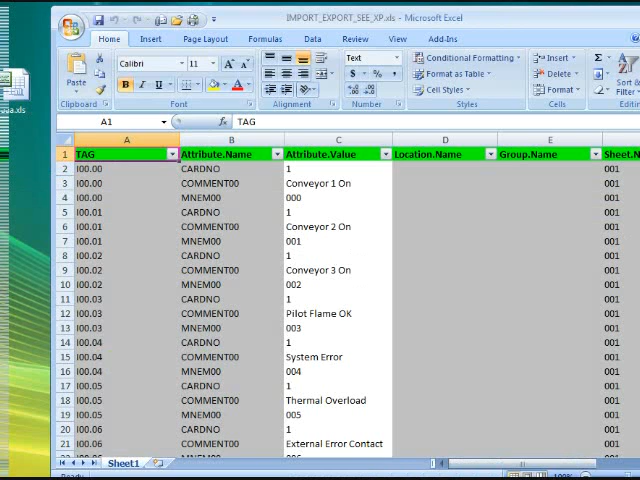 IMPORT_EXPORT_SEE_XP.xls - Microsoft Excel
Home Insert Page Layout Formulas Data Review View Add-Ins
Calibri 11 Text Conditional Formatting Insert Σ
Format as Table Delete Sort
Paste B I U A $ % , Cell Styles Format Filter
Clipboard Font Alignment Number Styles Cells
A1 fx TAG
A B C D E
1 TAG Attribute.Name Attribute.Value Location.Name Group.Name Sheet.N
2 I00.00 CARDNO 1 001
3 I00.00 COMMENT00 Conveyor 1 On 001
4 I00.00 MNEM00 000 001
5 I00.01 CARDNO 1 001
6 I00.01 COMMENT00 Conveyor 2 On 001
7 I00.01 MNEM00 001 001
8 I00.02 CARDNO 1 001
9 I00.02 COMMENT00 Conveyor 3 On 001
10 I00.02 MNEM00 002 001
11 I00.03 CARDNO 1 001
12 I00.03 COMMENT00 Pilot Flame OK 001
13 I00.03 MNEM00 003 001
14 I00.04 CARDNO 1 001
15 I00.04 COMMENT00 System Error 001
16 I00.04 MNEM00 004 001
17 I00.05 CARDNO 1 001
18 I00.05 COMMENT00 Thermal Overload 001
19 I00.05 MNEM00 005 001
20 I00.06 CARDNO 1 001
21 I00.06 COMMENT00 External Error Contact 001
Sheet1
Ready 100%